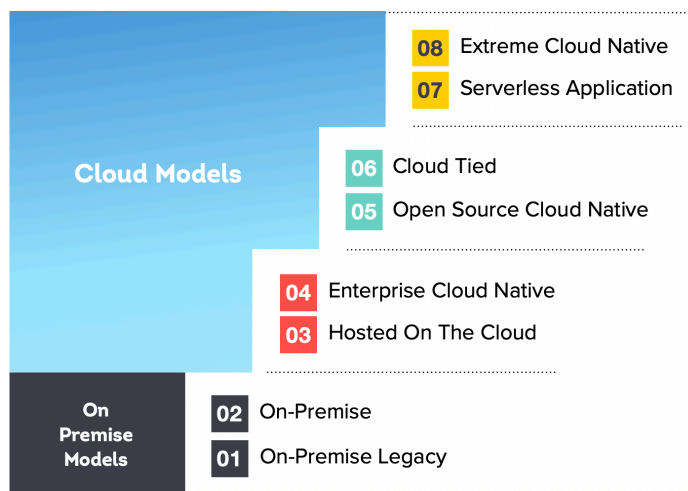 08 Extreme Cloud Native
07 Serverless Application
Cloud Models
06 Cloud Tied
05 Open Source Cloud Native
04 Enterprise Cloud Native
03 Hosted On The Cloud
On
Premise
Models
02 On-Premise
01 On-Premise Legacy